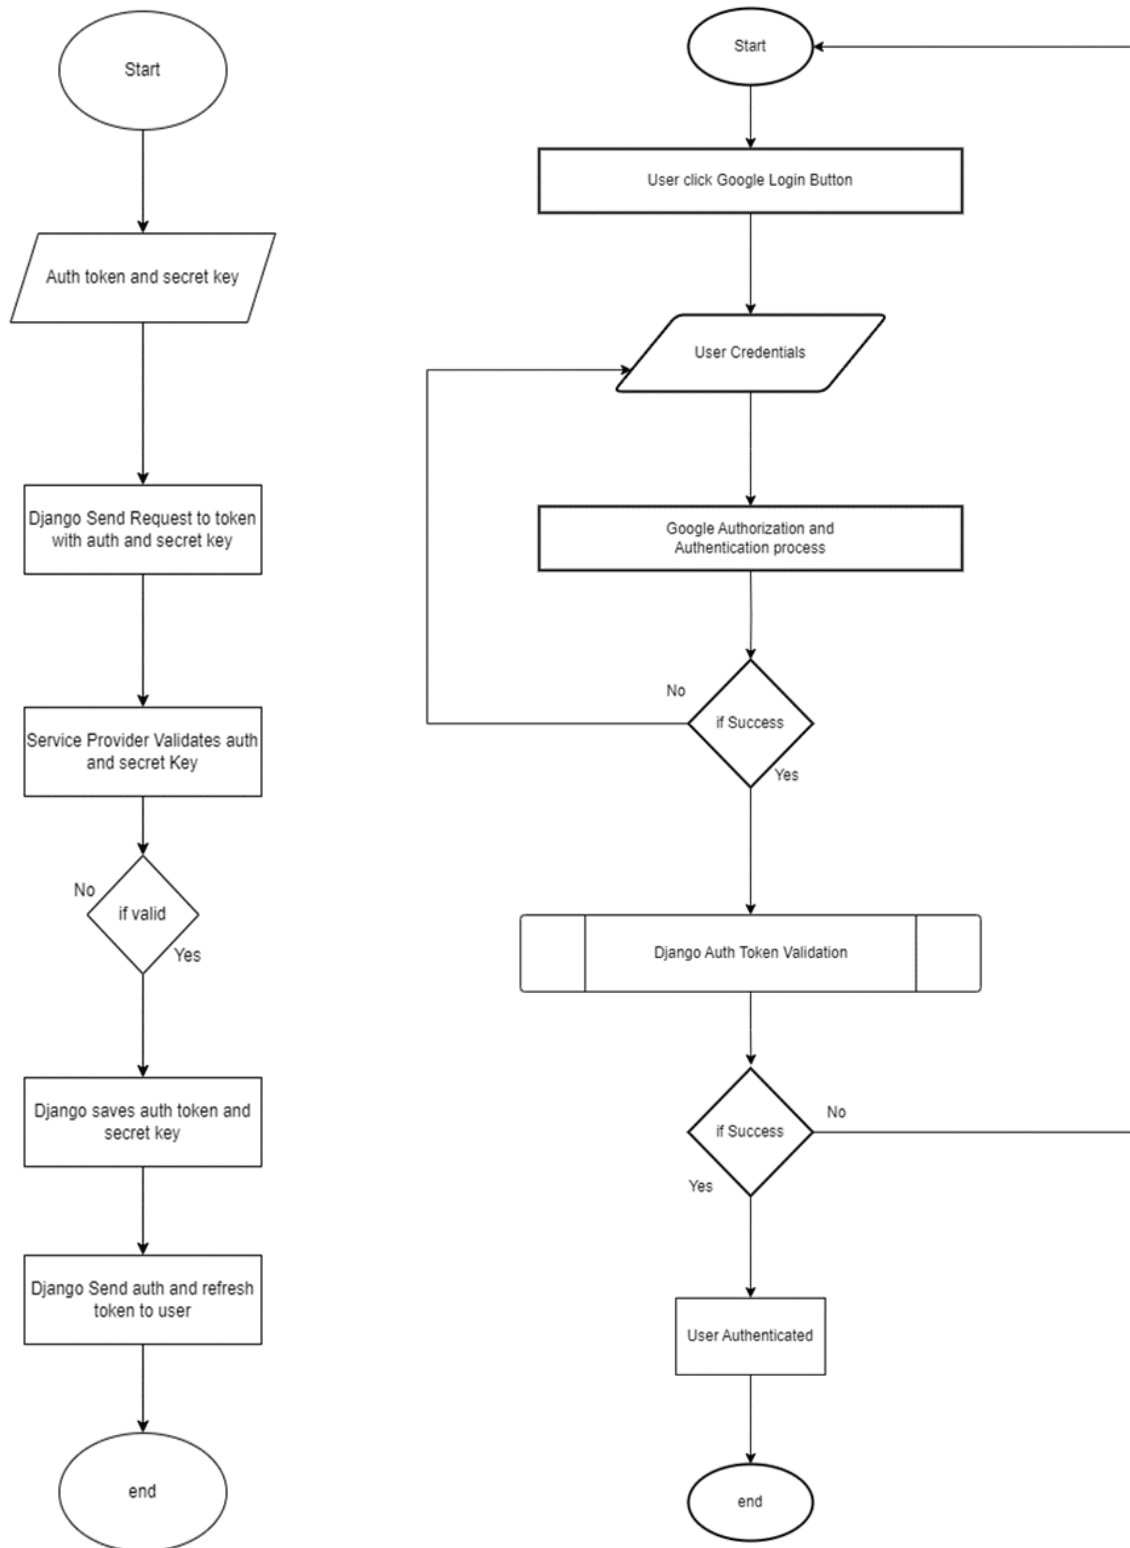 Start
Auth token and secret key
Django Send Request to token
with auth and secret key
Service Provider Validates auth
and secret Key
if valid
No
Yes
Django saves auth token and
secret key
Django Send auth and refresh
token to user
end
Start
User click Google Login Button
User Credentials
Google Authorization and
Authentication process
No
if Success
Yes
Django Auth Token Validation
if Success
No
Yes
User Authenticated
end